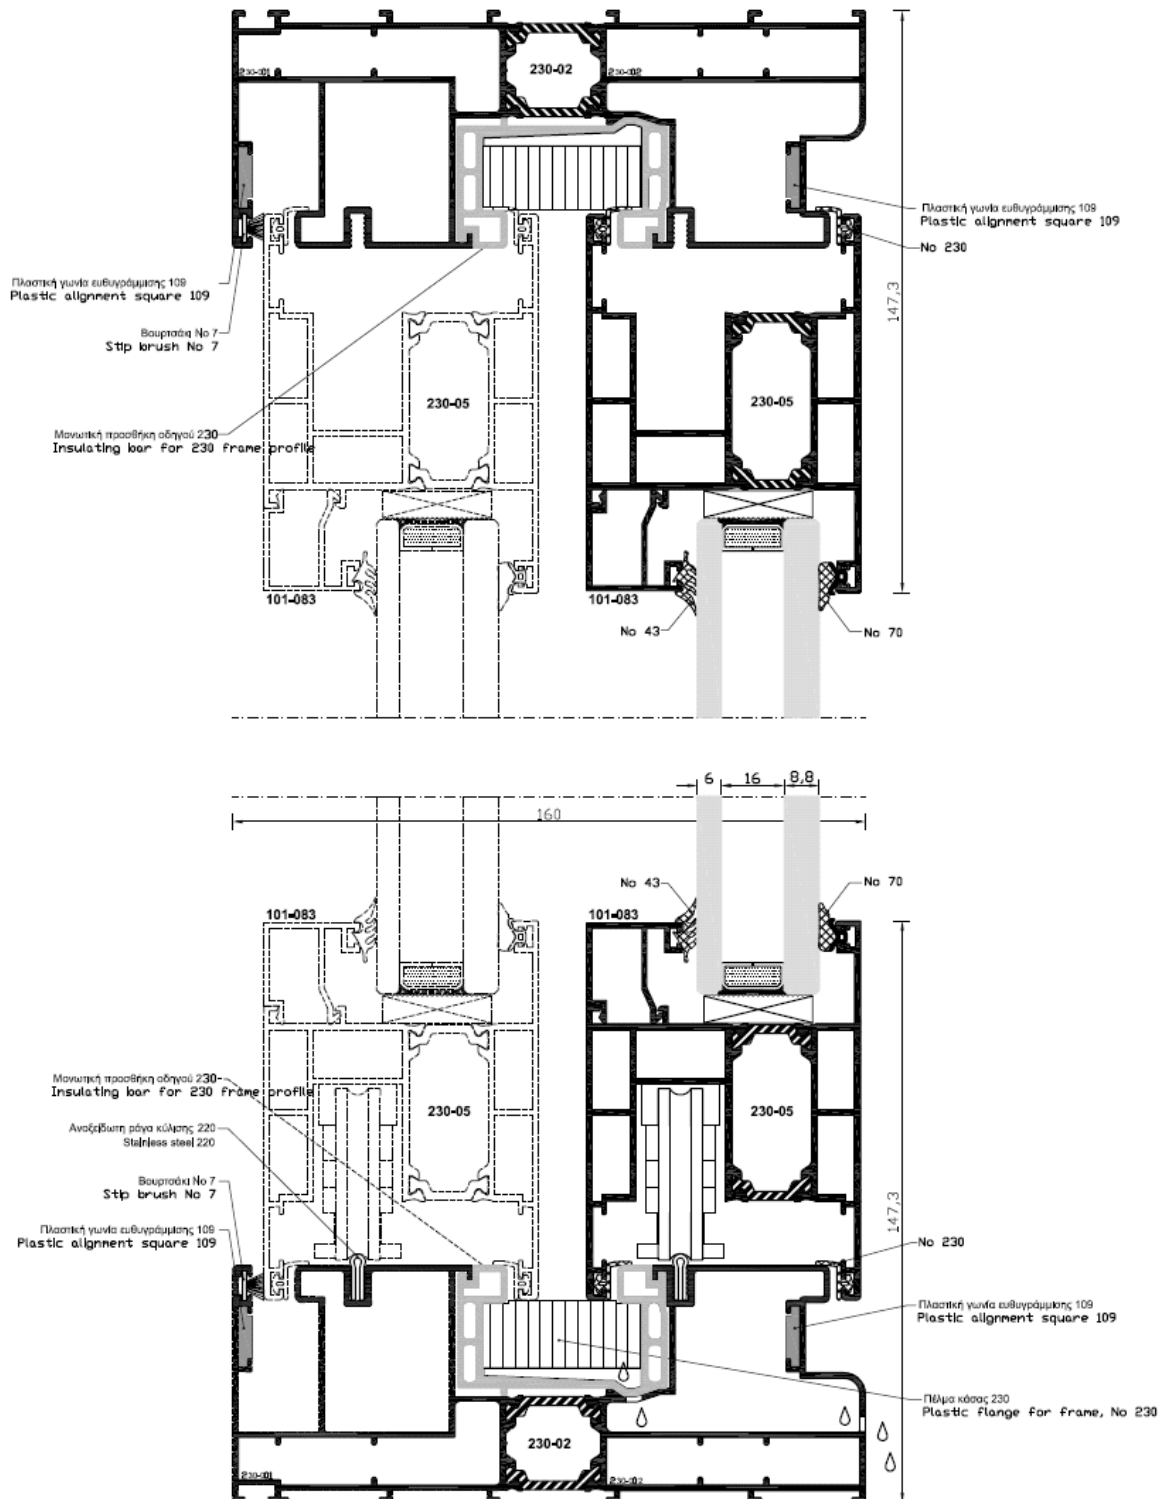 230-02
230-001
230-002
Πλαστική γωνία ευθυγράμμισης 109
Plastic alignment square 109
No 230
Πλαστική γωνία ευθυγράμμισης 109
Plastic alignment square 109
147,3
Βουρτσάκι No 7
Stip brush No 7
230-05
230-05
Μονωτική προσθήκη οδηγού 230
Insulating bar for 230 frame profile
101-083
101-083
No 43
No 70
6
16
8,8
160
No 43
No 70
101-083
101-083
Μονωτική προσθήκη οδηγού 230-
Insulating bar for 230 frame profile
230-05
230-05
Ανοξείδωτη ράγα κύλισης 220
Stainless steel 220
Βουρτσάκι No 7
Stip brush No 7
147,3
Πλαστική γωνία ευθυγράμμισης 109
Plastic alignment square 109
No 230
Πλαστική γωνία ευθυγράμμισης 109
Plastic alignment square 109
Πέλμα κάσας 230
Plastic flange for frame, No 230
230-02
230-001
230-002